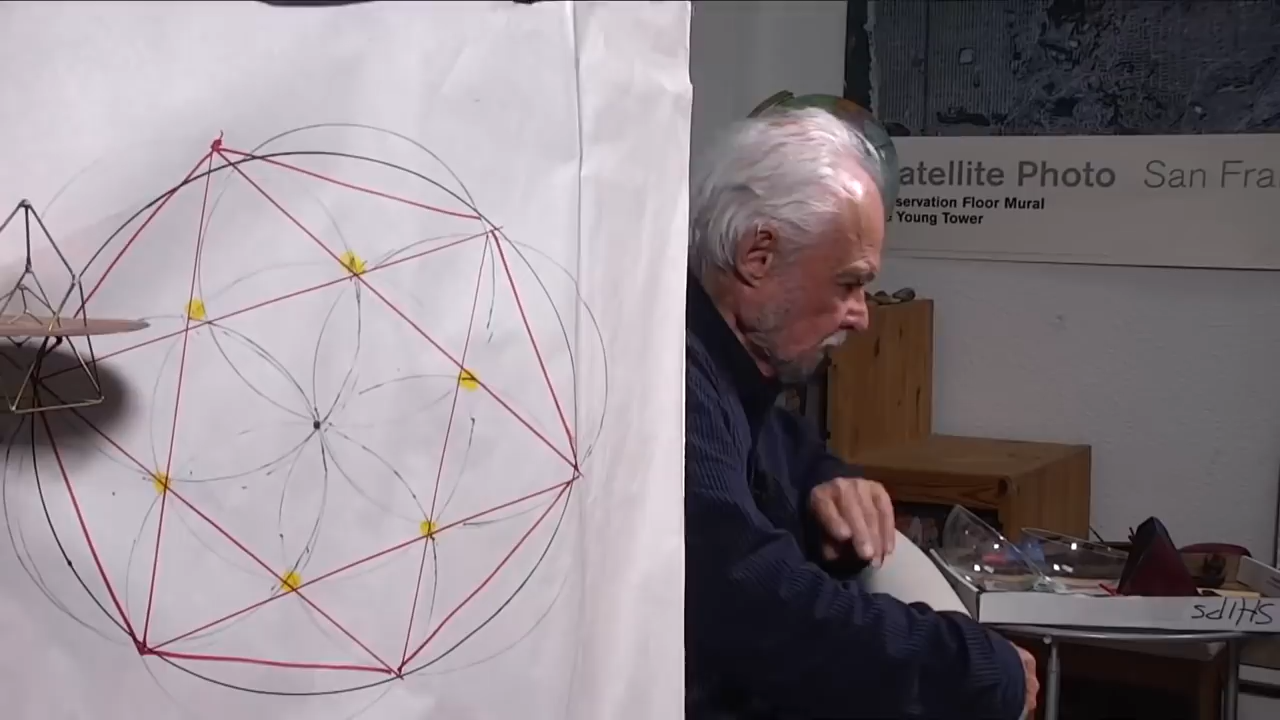 atellite Photo San Fra
servation Floor Mural
Young Tower
SHIPS